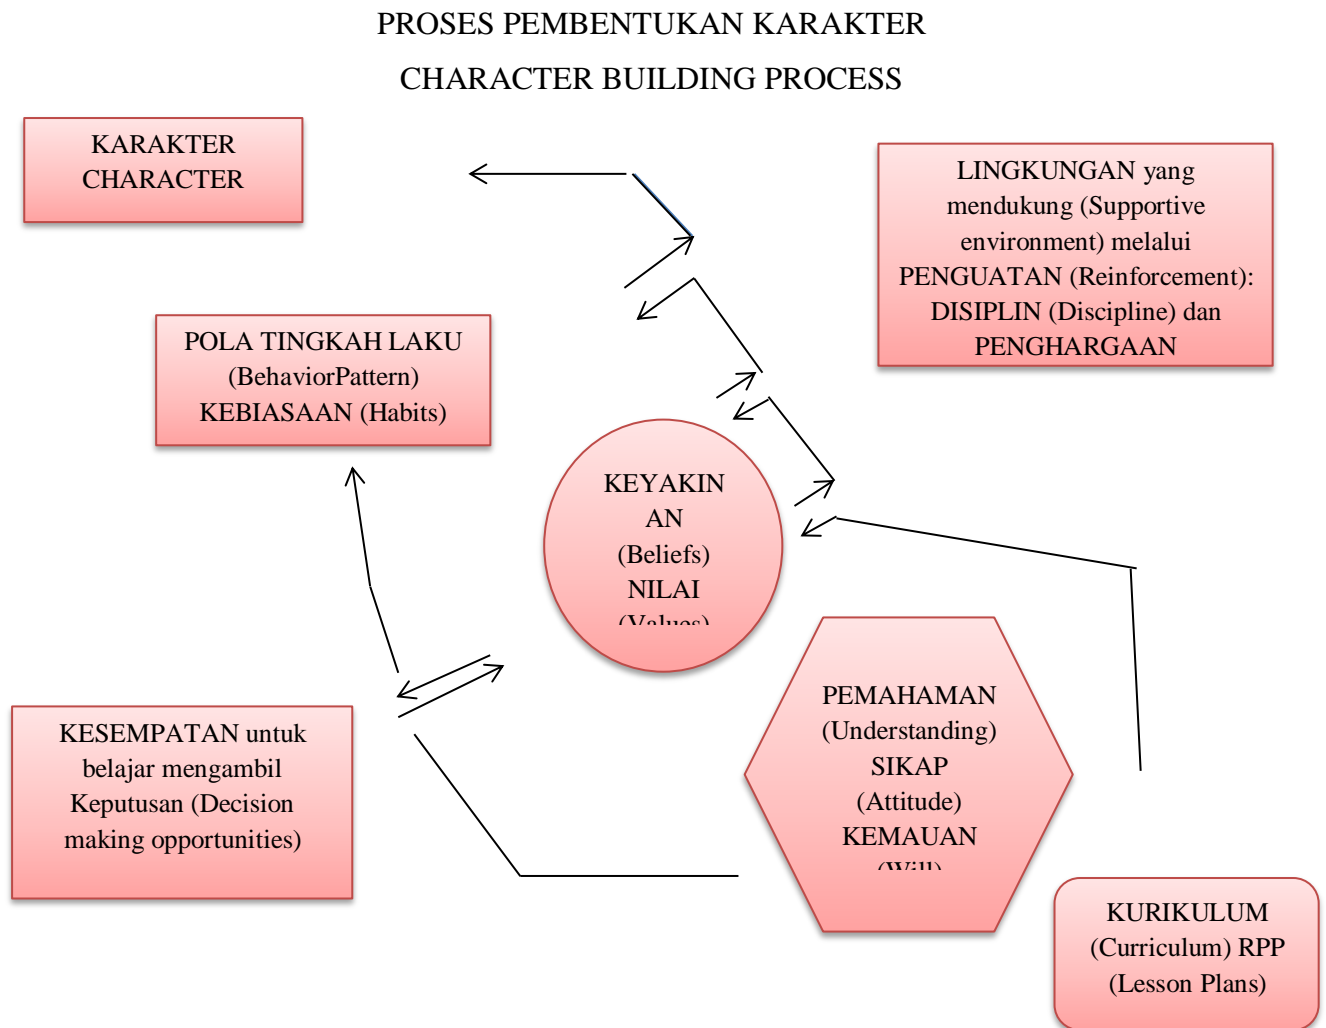 PROSES PEMBENTUKAN KARAKTER
CHARACTER BUILDING PROCESS
KARAKTER
CHARACTER
LINGKUNGAN yang
mendukung (Supportive
environment) melalui
PENGUATAN (Reinforcement):
DISIPLIN (Discipline) dan
PENGHARGAAN
POLA TINGKAH LAKU
(BehaviorPattern)
KEBIASAAN (Habits)
KEYAKIN
AN
(Beliefs)
NILAI
(Values)
PEMAHAMAN
(Understanding)
SIKAP
(Attitude)
KEMAUAN
(Will)
KESEMPATAN untuk
belajar mengambil
Keputusan (Decision
making opportunities)
KURIKULUM
(Curriculum) RPP
(Lesson Plans)